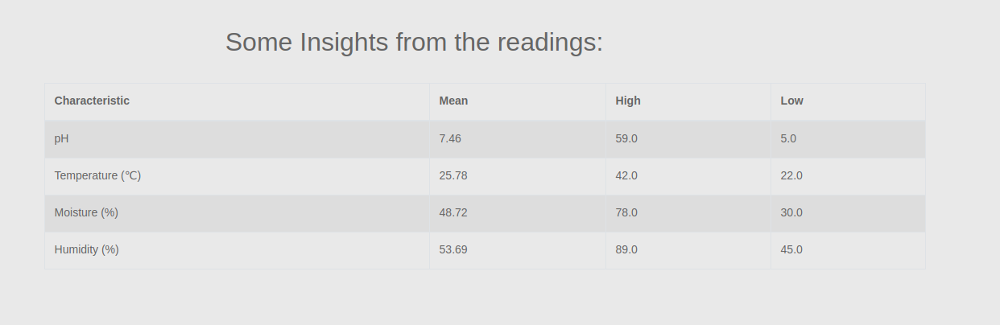 Some Insights from the readings:
Characteristic Mean High Low
pH 7.46 59.0 5.0
Temperature (℃) 25.78 42.0 22.0
Moisture (%) 48.72 78.0 30.0
Humidity (%) 53.69 89.0 45.0